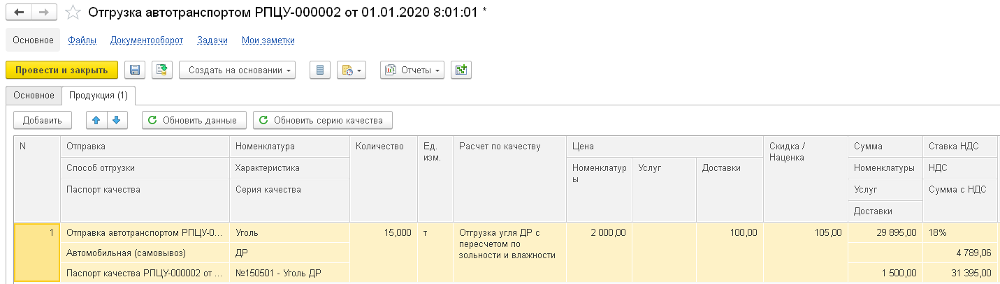 Отгрузка автотранспортом РПЦУ-000002 от 01.01.2020 8:01:01 *
Основное Файлы Документооборот Задачи Мои заметки
Провести и закрыть Создать на основании Отчеты
Основное Продукция (1)
Добавить Обновить данные Обновить серию качества
N Отправка Номенклатура Количество Ед. изм. Расчет по качеству Цена Скидка / Наценка Сумма Ставка НДС
Способ отгрузки Характеристика Номенклатуры Услуг Доставки Номенклатуры НДС
Паспорт качества Серия качества Услуг Сумма с НДС
Доставки
1 Отправка автотранспортом РПЦУ-0... Уголь 15,000 т Отгрузка угля ДР с пересчетом по зольности и влажности 2 000,00 100,00 105,00 29 895,00 18%
Автомобильная (самовывоз) ДР 4 789,06
Паспорт качества РПЦУ-000002 от ... №150501 - Уголь ДР 1 500,00 31 395,00